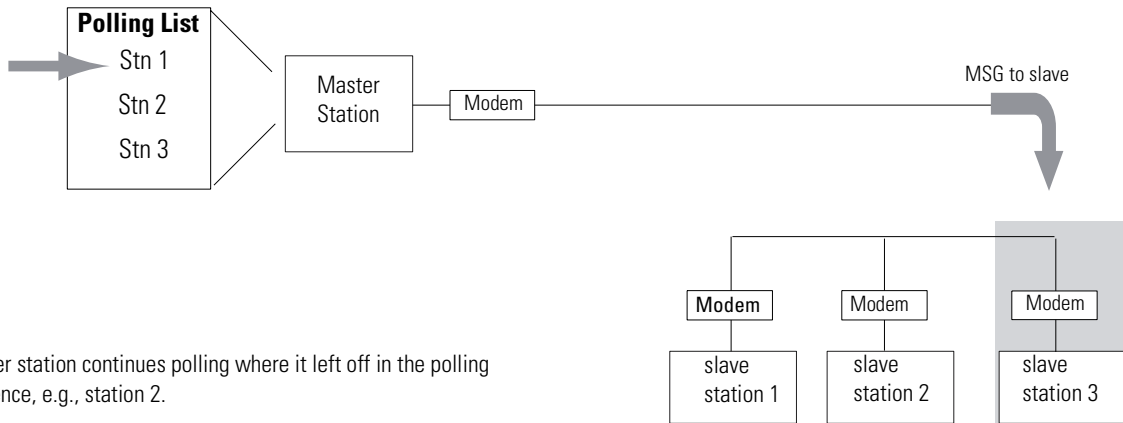 Polling List
Stn 1
Stn 2
Stn 3
Master
Station
Modem
MSG to slave
Modem
Modem
Modem
slave
station 1
slave
station 2
slave
station 3
er station continues polling where it left off in the polling
nce, e.g., station 2.